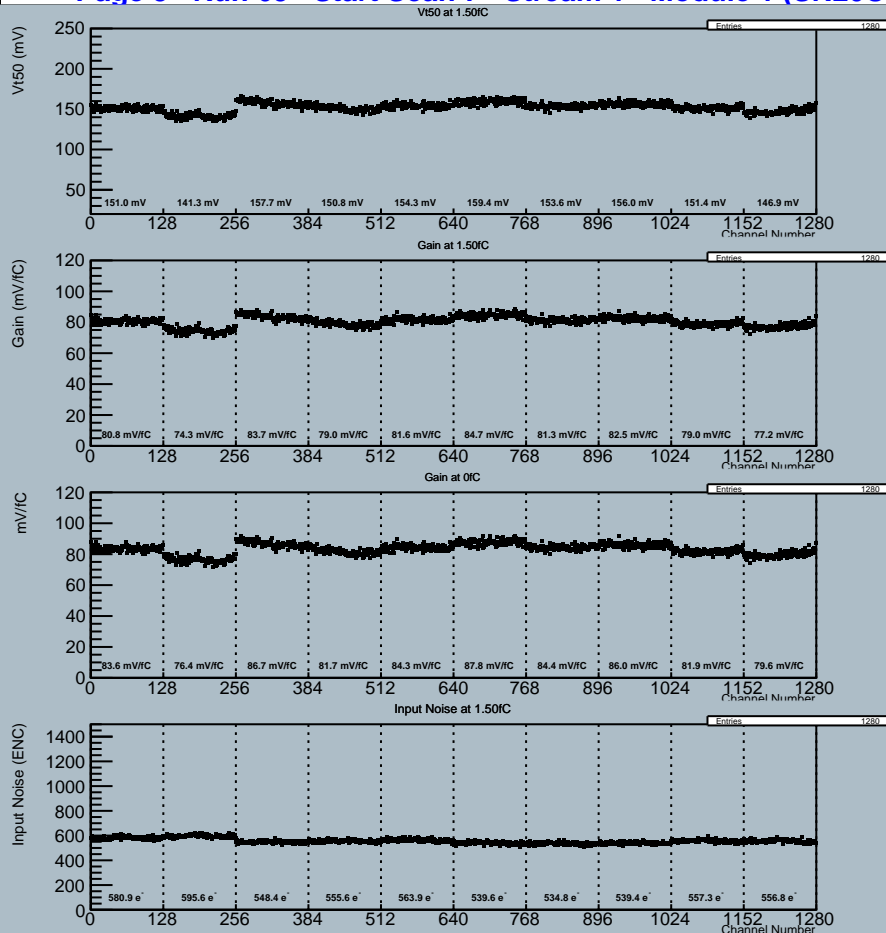 Vt50 at 1.50fC
Entries 1280
Vt50 (mV)
250
200
150
100
50
151.0 mV 141.3 mV 157.7 mV 150.8 mV 154.3 mV 159.4 mV 153.6 mV 156.0 mV 151.4 mV 146.9 mV
0 128 256 384 512 640 768 896 1024 1152 1280
Channel Number
Gain at 1.50fC
Entries 1280
Gain (mV/fC)
120
100
80
60
40
20
0
80.8 mV/fC 74.3 mV/fC 83.7 mV/fC 79.0 mV/fC 81.6 mV/fC 84.7 mV/fC 81.3 mV/fC 82.5 mV/fC 79.0 mV/fC 77.2 mV/fC
0 128 256 384 512 640 768 896 1024 1152 1280
Channel Number
Gain at 0fC
Entries 1280
mV/fC
120
100
80
60
40
20
0
83.6 mV/fC 76.4 mV/fC 86.7 mV/fC 81.7 mV/fC 84.3 mV/fC 87.8 mV/fC 84.4 mV/fC 86.0 mV/fC 81.9 mV/fC 79.6 mV/fC
0 128 256 384 512 640 768 896 1024 1152 1280
Channel Number
Input Noise at 1.50fC
Entries 1280
Input Noise (ENC)
1400
1200
1000
800
600
400
200
0
580.9 e⁻ 595.6 e⁻ 548.4 e⁻ 555.6 e⁻ 563.9 e⁻ 539.6 e⁻ 534.8 e⁻ 539.4 e⁻ 557.3 e⁻ 556.8 e⁻
0 128 256 384 512 640 768 896 1024 1152 1280
Channel Number